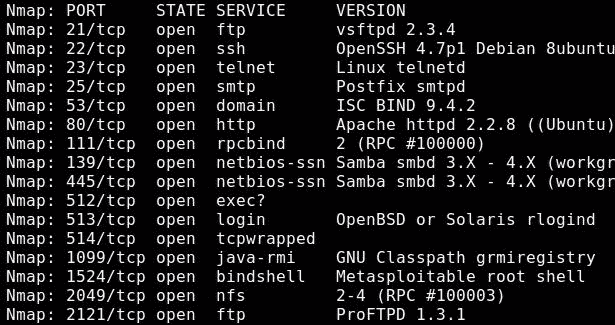 Nmap: PORT STATE SERVICE VERSION
Nmap: 21/tcp open ftp vsftpd 2.3.4
Nmap: 22/tcp open ssh OpenSSH 4.7p1 Debian 8ubuntu
Nmap: 23/tcp open telnet Linux telnetd
Nmap: 25/tcp open smtp Postfix smtpd
Nmap: 53/tcp open domain ISC BIND 9.4.2
Nmap: 80/tcp open http Apache httpd 2.2.8 ((Ubuntu)
Nmap: 111/tcp open rpcbind 2 (RPC #100000)
Nmap: 139/tcp open netbios-ssn Samba smbd 3.X - 4.X (workgr
Nmap: 445/tcp open netbios-ssn Samba smbd 3.X - 4.X (workgr
Nmap: 512/tcp open exec?
Nmap: 513/tcp open login OpenBSD or Solaris rlogind
Nmap: 514/tcp open tcpwrapped
Nmap: 1099/tcp open java-rmi GNU Classpath grmiregistry
Nmap: 1524/tcp open bindshell Metasploitable root shell
Nmap: 2049/tcp open nfs 2-4 (RPC #100003)
Nmap: 2121/tcp open ftp ProFTPD 1.3.1